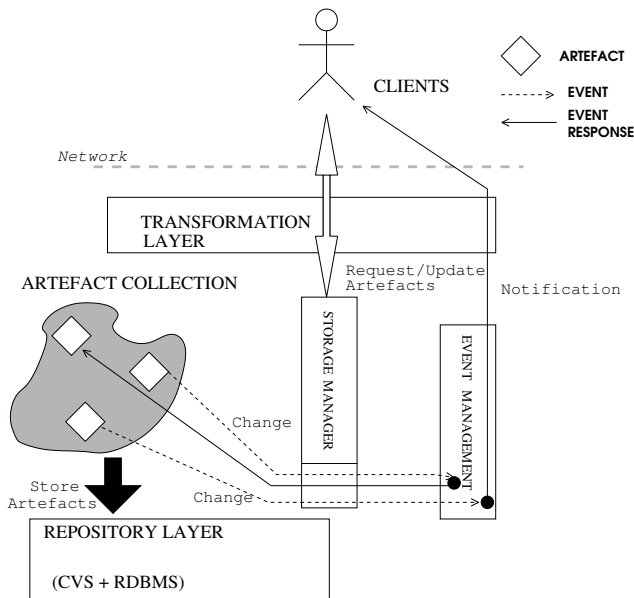 CLIENTS
ARTEFACT
EVENT
EVENT
RESPONSE
Network
TRANSFORMATION
LAYER
Request/Update
Artefacts
ARTEFACT COLLECTION
Notification
STORAGE MANAGER
EVENT MANAGEMENT
Change
Store
Artefacts
Change
REPOSITORY LAYER
(CVS + RDBMS)